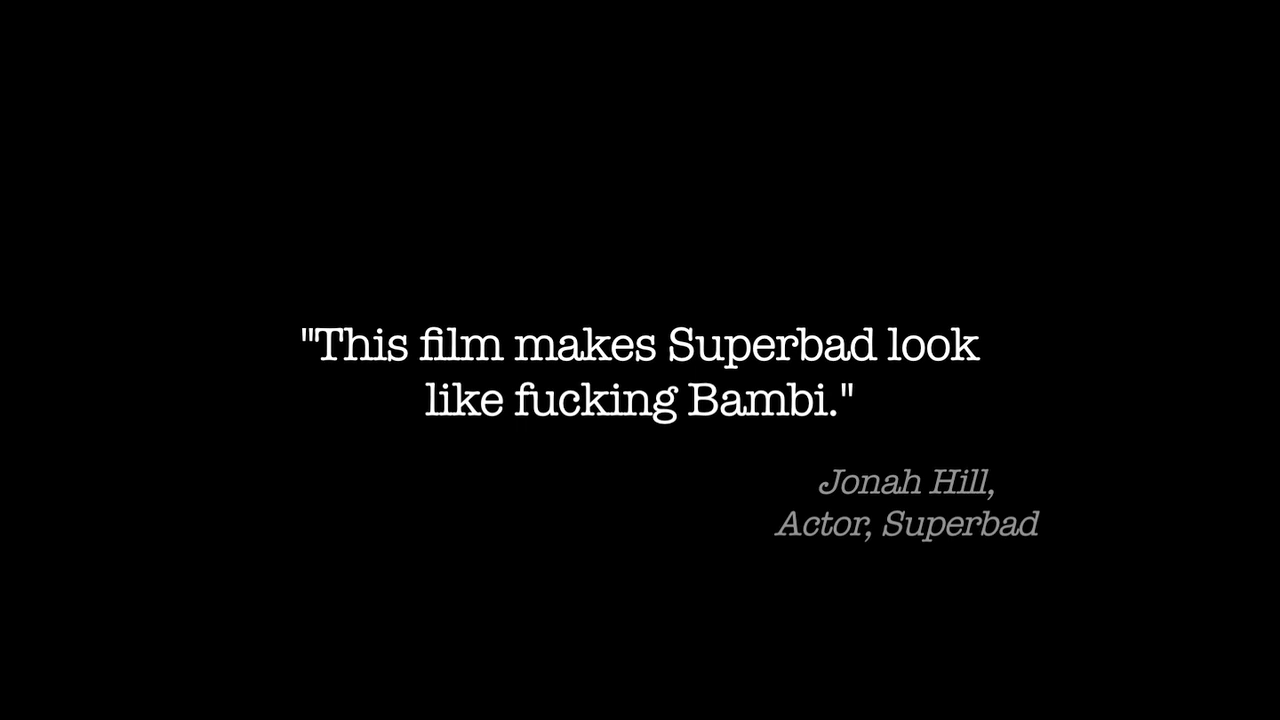 "This film makes Superbad look
like fucking Bambi."
Jonah Hill,
Actor, Superbad